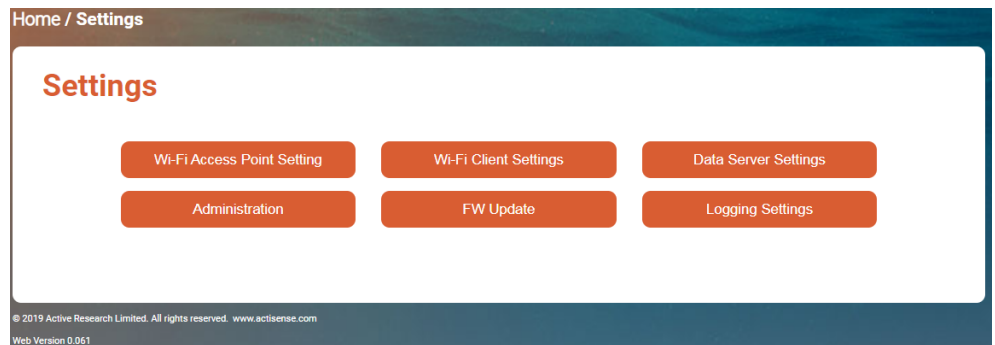 Home / Settings
Settings
Wi-Fi Access Point Setting
Wi-Fi Client Settings
Data Server Settings
Administration
FW Update
Logging Settings
© 2019 Active Research Limited. All rights reserved. www.actisense.com
Web Version 0.061